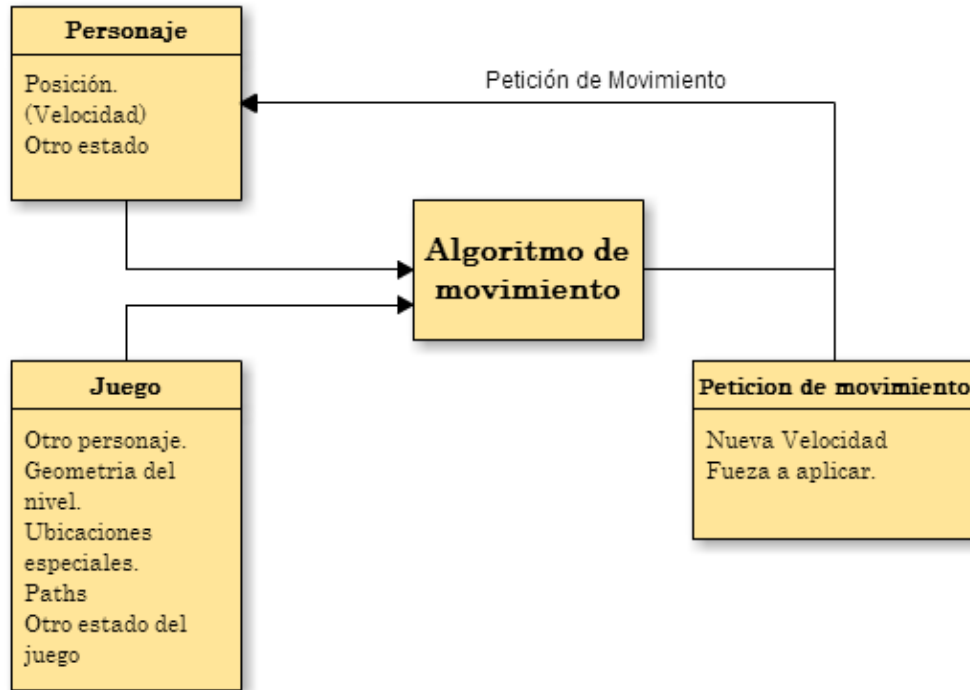 Personaje
Posición.
(Velocidad)
Otro estado
Petición de Movimiento
Algoritmo de
movimiento
Juego
Otro personaje.
Geometria del
nivel.
Ubicaciones
especiales.
Paths
Otro estado del
juego
Peticion de movimiento
Nueva Velocidad
Fueza a aplicar.